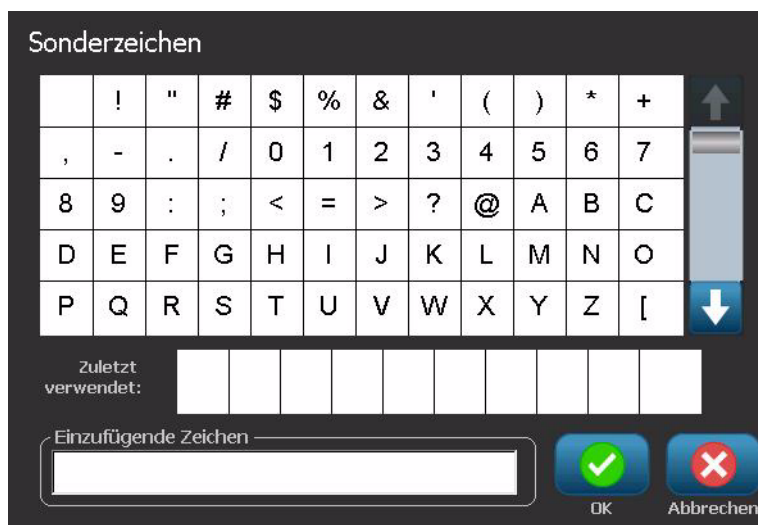 Sonderzeichen
! " # $ % & ' ( ) * +
, - . / 0 1 2 3 4 5 6 7
8 9 : ; < = > ? @ A B C
D E F G H I J K L M N O
P Q R S T U V W X Y Z [
Zuletzt
verwendet:
Einzufügende Zeichen
OK Abbrechen